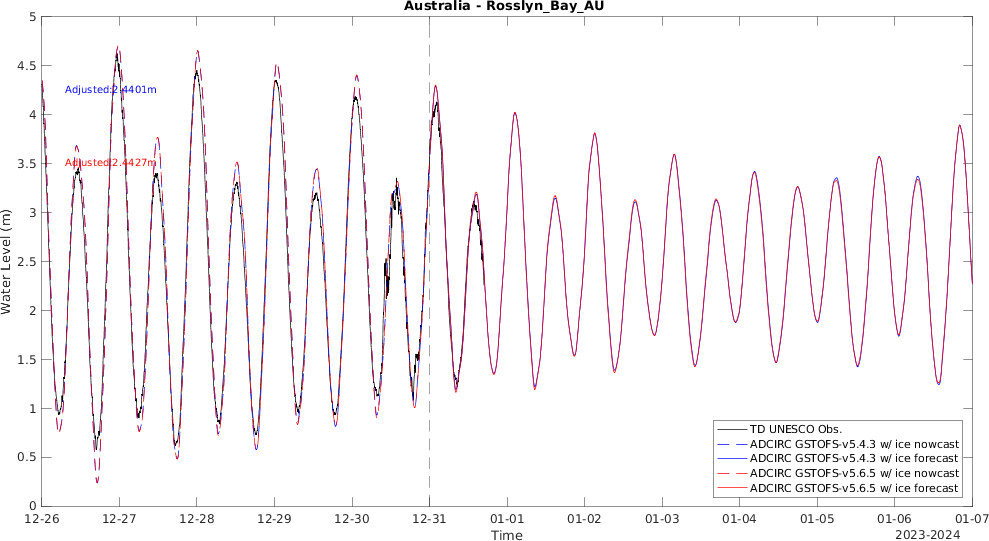 Australia - Rosslyn_Bay_AU
5
4.5
4
3.5
3
2.5
2
1.5
1
0.5
0
Water Level (m)
Adjusted:2.4401m
Adjusted:2.4427m
12-26 12-27 12-28 12-29 12-30 12-31 01-01 01-02 01-03 01-04 01-05 01-06 01-07
Time
2023-2024
TD UNESCO Obs.
ADCIRC GSTOFS-v5.4.3 w/ ice nowcast
ADCIRC GSTOFS-v5.4.3 w/ ice forecast
ADCIRC GSTOFS-v5.6.5 w/ ice nowcast
ADCIRC GSTOFS-v5.6.5 w/ ice forecast